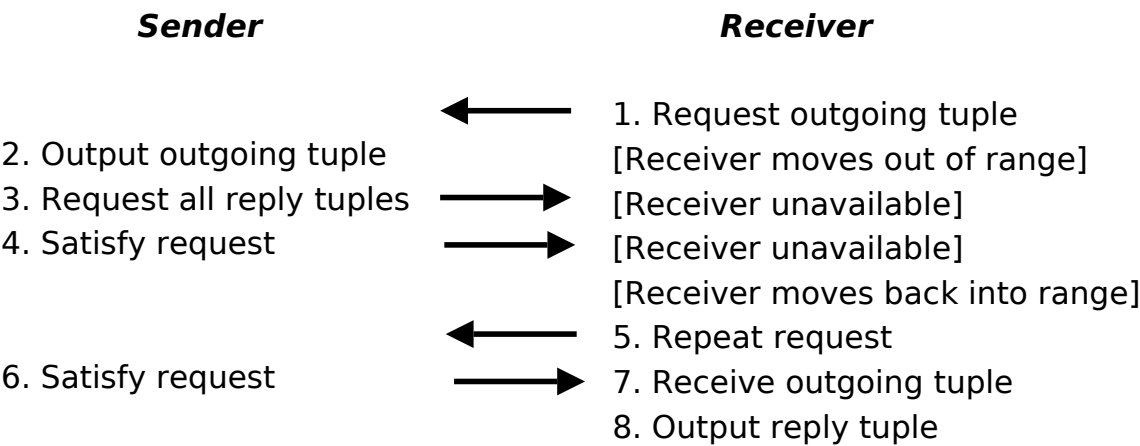 Sender Receiver
1. Request outgoing tuple
2. Output outgoing tuple [Receiver moves out of range]
3. Request all reply tuples [Receiver unavailable]
4. Satisfy request [Receiver unavailable]
[Receiver moves back into range]
5. Repeat request
6. Satisfy request 7. Receive outgoing tuple
8. Output reply tuple